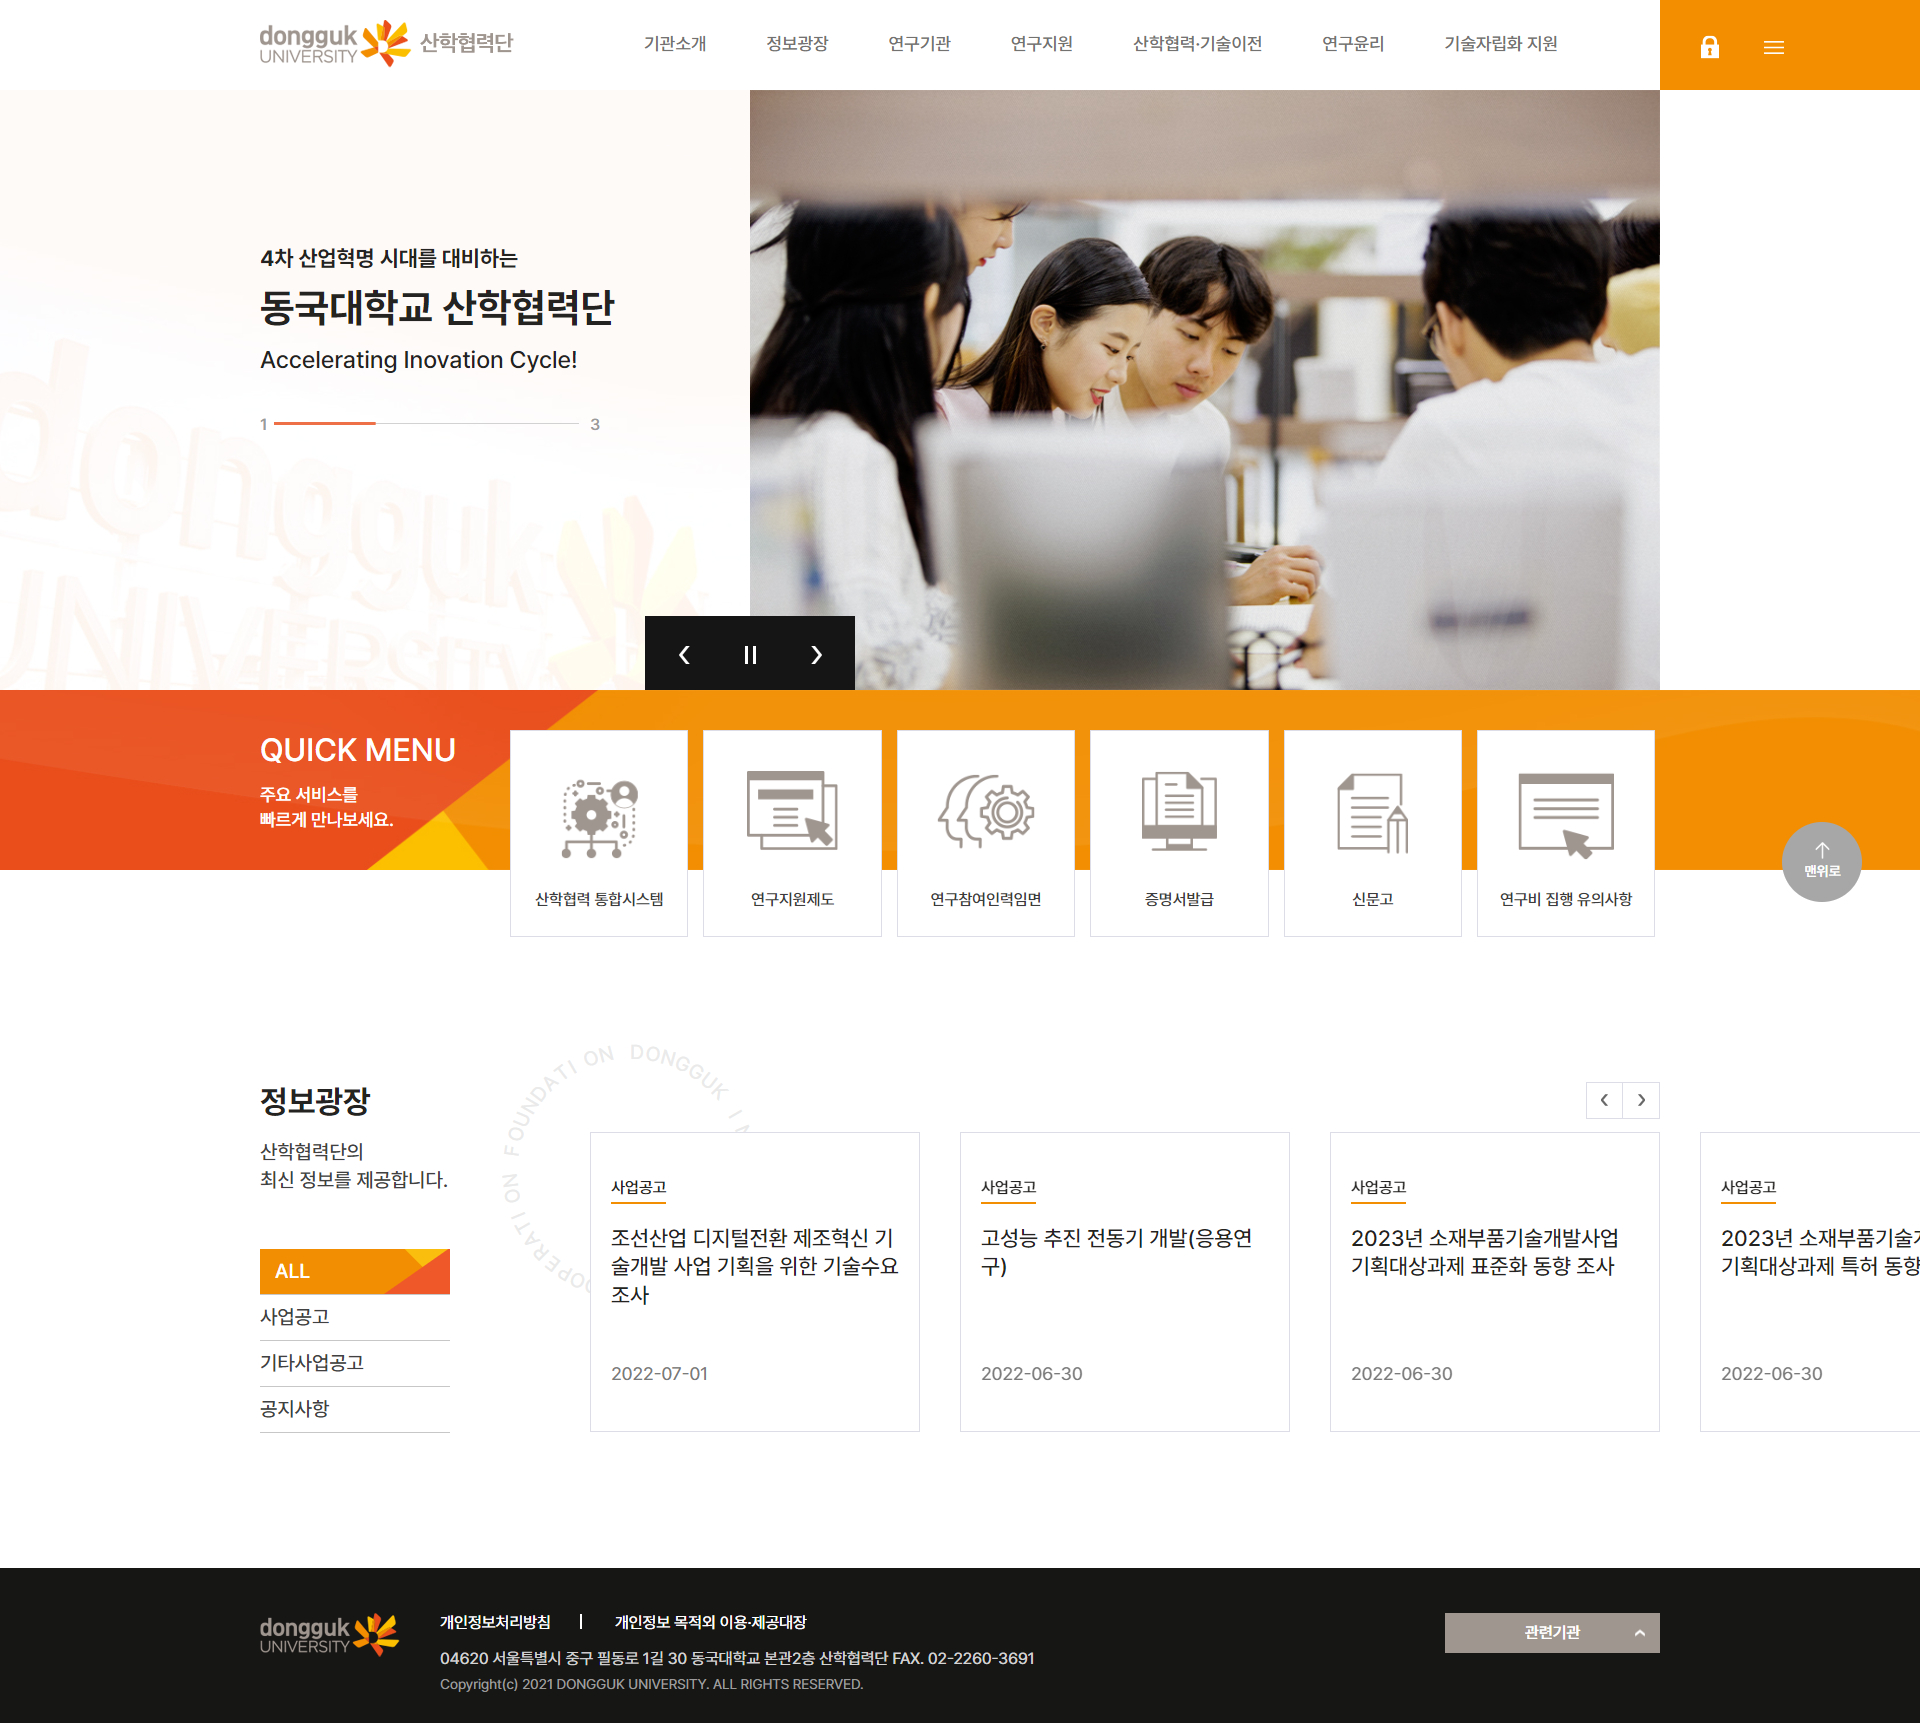 dongguk
UNIVERSITY
산학협력단
기관소개
정보광장
연구기관
연구지원
산학협력·기술이전
연구윤리
기술자립화 지원
4차 산업혁명 시대를 대비하는
동국대학교 산학협력단
Accelerating Inovation Cycle!
1
3
dongguk
UNIVERSITY
QUICK MENU
주요 서비스를
빠르게 만나보세요.
산학협력 통합시스템
연구지원제도
연구참여인력임면
증명서발급
신문고
연구비 집행 유의사항
맨위로
정보광장
산학협력단의
최신 정보를 제공합니다.
FOUNDATION DONGGUK
ALL
사업공고
기타사업공고
공지사항
사업공고
조선산업 디지털전환 제조혁신 기
술개발 사업 기획을 위한 기술수요
조사
2022-07-01
사업공고
고성능 추진 전동기 개발(응용연
구)
2022-06-30
사업공고
2023년 소재부품기술개발사업
기획대상과제 표준화 동향 조사
2022-06-30
사업공고
2023년 소재부품기술
기획대상과제 특허 동향
2022-06-30
dongguk
UNIVERSITY
개인정보처리방침
개인정보 목적외 이용·제공대장
04620 서울특별시 중구 필동로 1길 30 동국대학교 본관2층 산학협력단 FAX. 02-2260-3691
Copyright(c) 2021 DONGGUK UNIVERSITY. ALL RIGHTS RESERVED.
관련기관